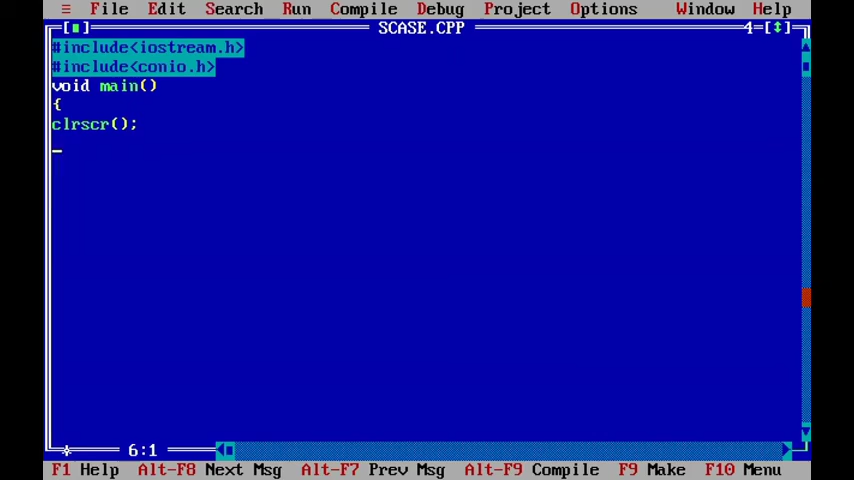 ≡ File Edit Search Run Compile Debug Project Options Window Help
[■] SCASE.CPP 4=[↕]
#include<iostream.h>
#include<conio.h>
void main()
{
clrscr();
_
* 6:1
F1 Help Alt-F8 Next Msg Alt-F7 Prev Msg Alt-F9 Compile F9 Make F10 Menu